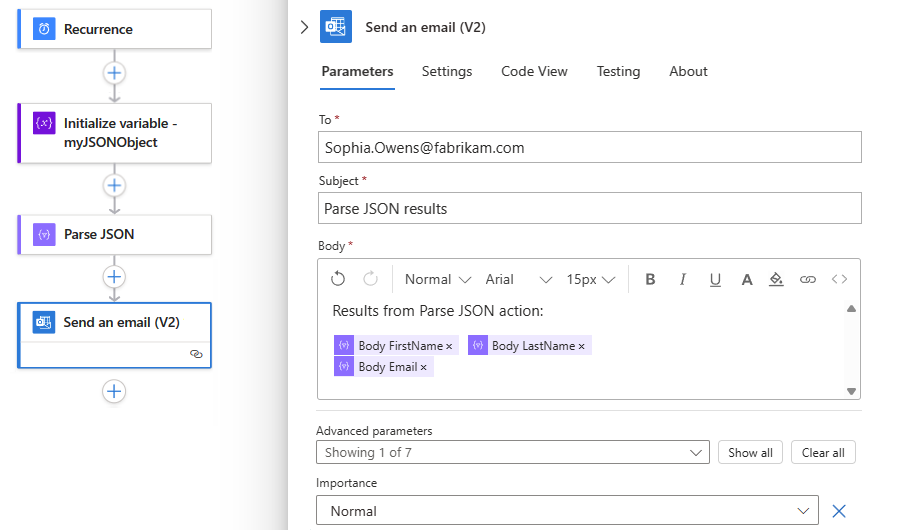 Recurrence
Initialize variable -
myJSONObject
Parse JSON
Send an email (V2)
Send an email (V2)
Parameters Settings Code View Testing About
To *
Sophia.Owens@fabrikam.com
Subject *
Parse JSON results
Body *
Normal Arial 15px B I U A
Results from Parse JSON action:
Body FirstName × Body LastName ×
Body Email ×
Advanced parameters
Showing 1 of 7 Show all Clear all
Importance
Normal